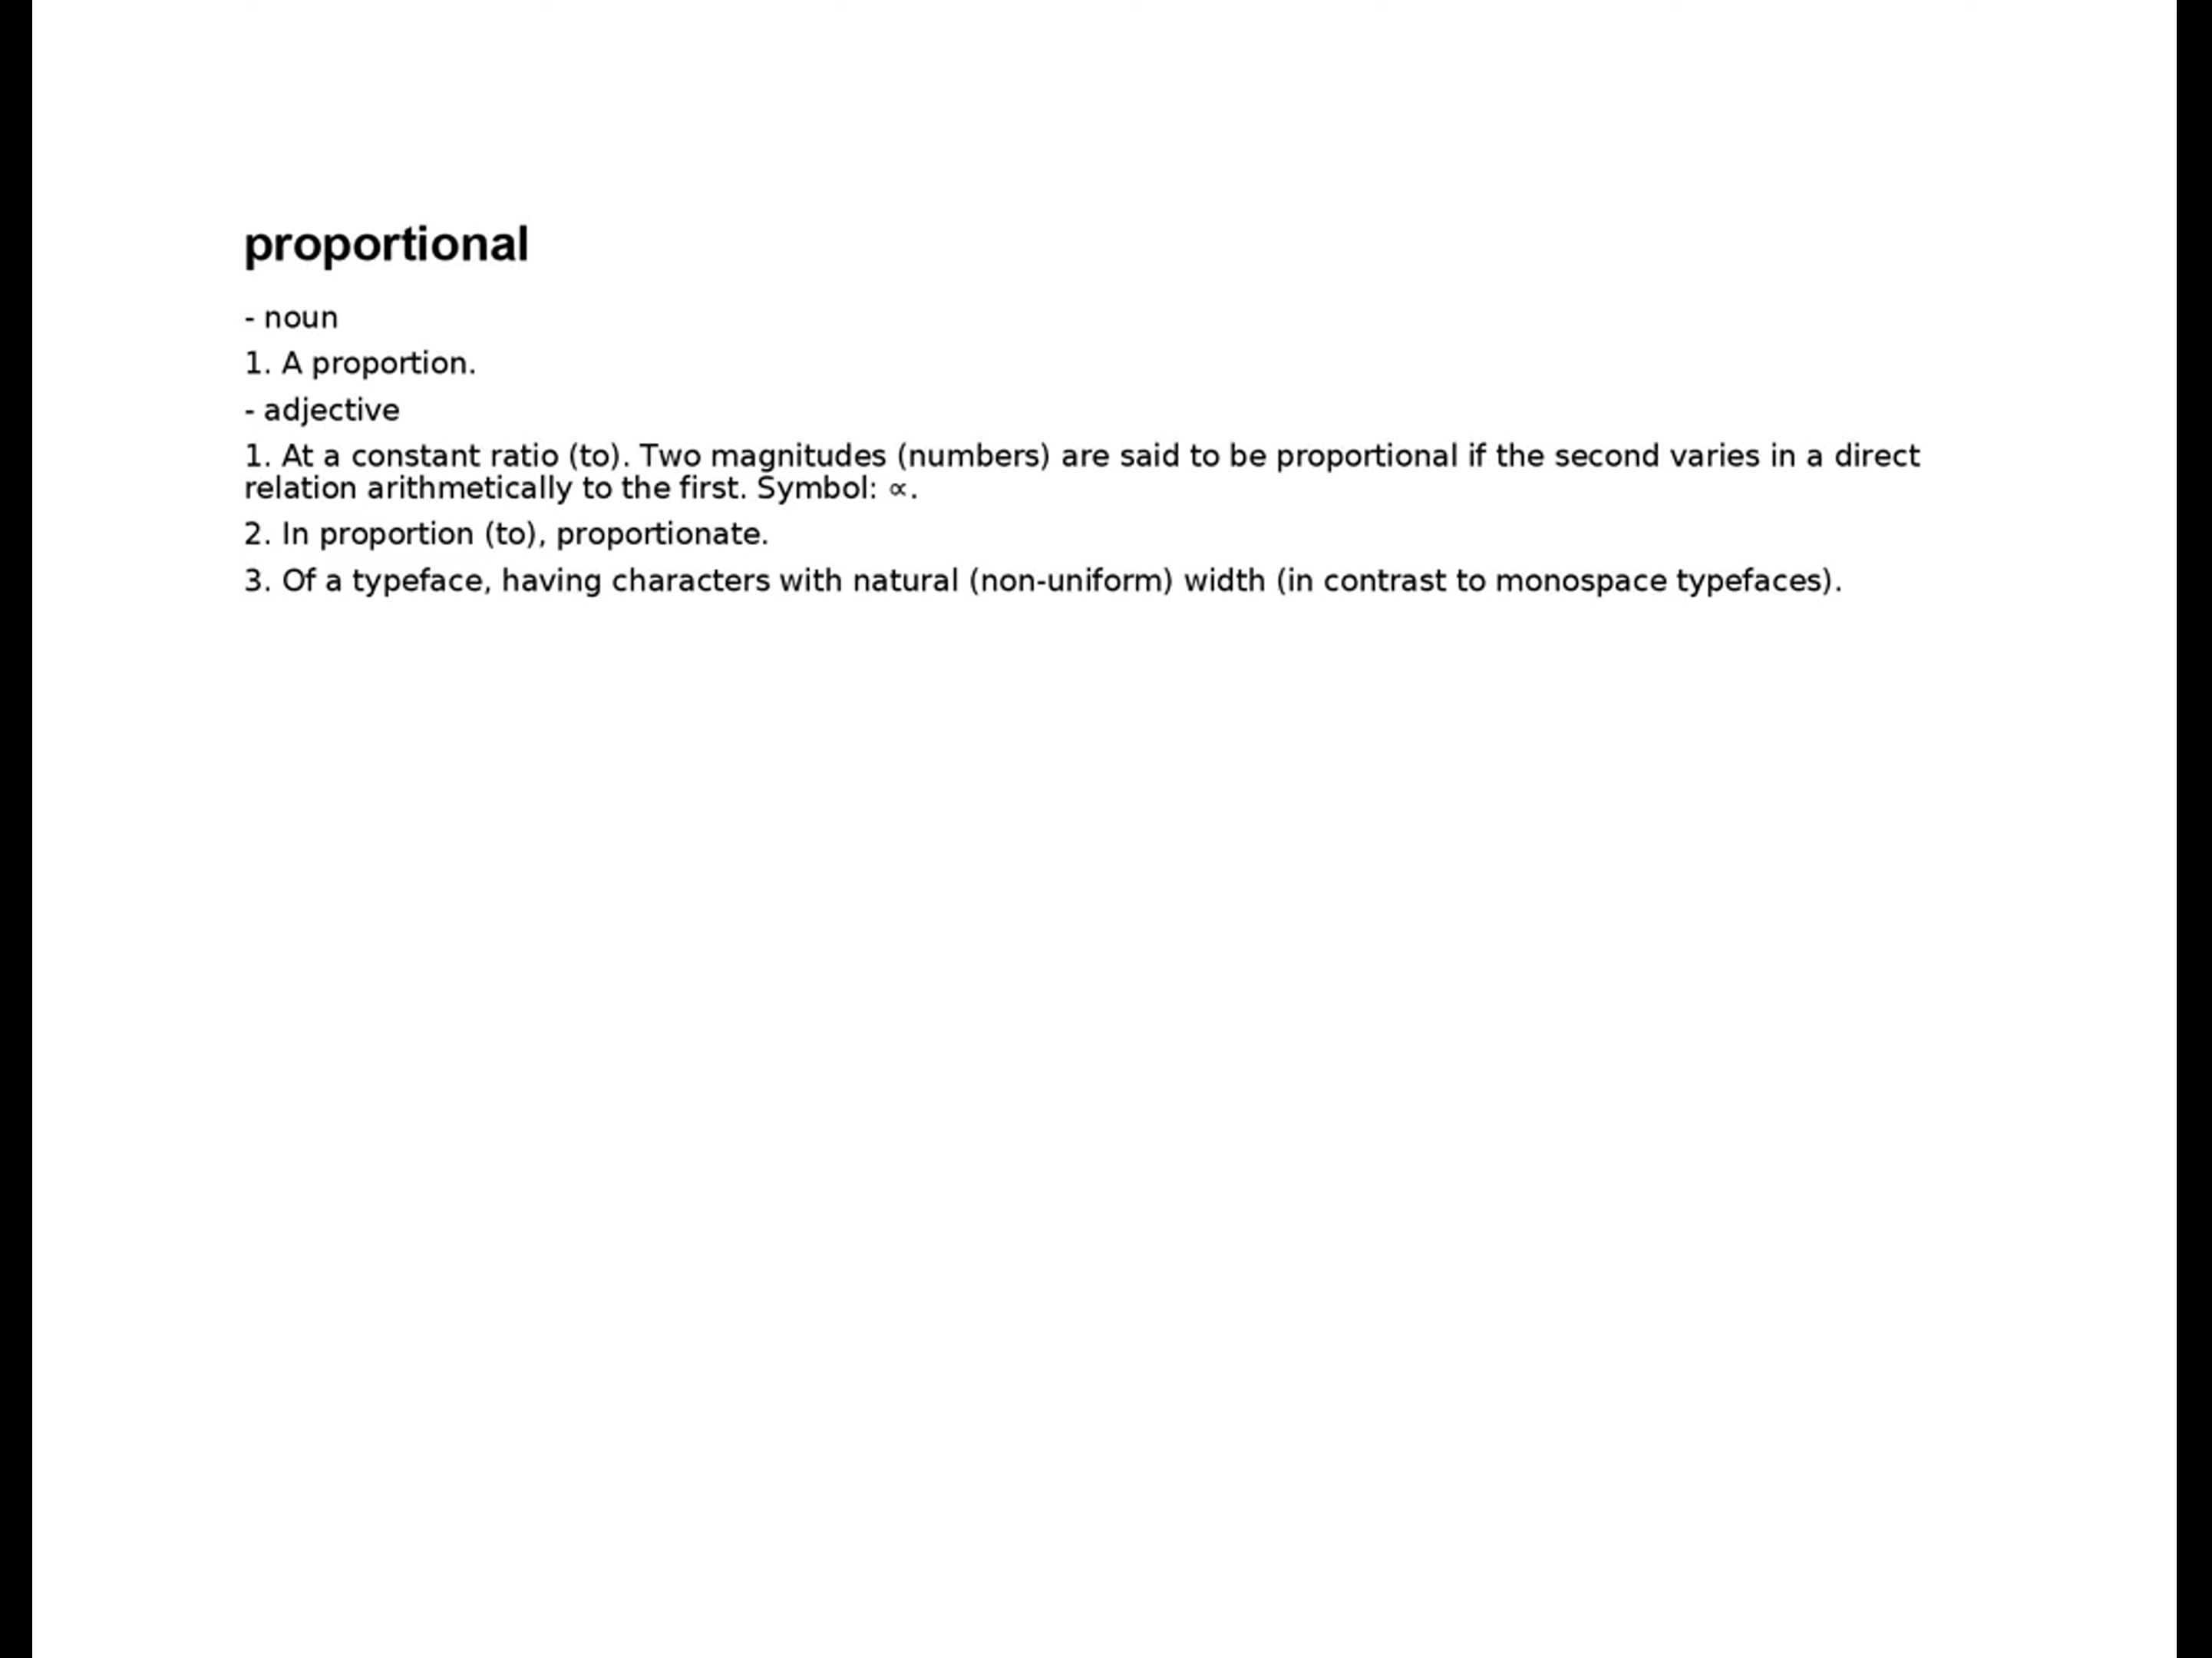 proportional
- noun
1. A proportion.
- adjective
1. At a constant ratio (to). Two magnitudes (numbers) are said to be proportional if the second varies in a direct
relation arithmetically to the first. Symbol: ∝.
2. In proportion (to), proportionate.
3. Of a typeface, having characters with natural (non-uniform) width (in contrast to monospace typefaces).